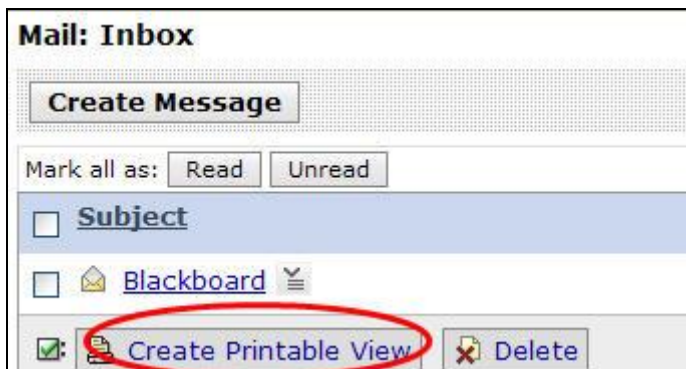 Mail: Inbox
Create Message
Mark all as: Read Unread
Subject
Blackboard
: Create Printable View Delete